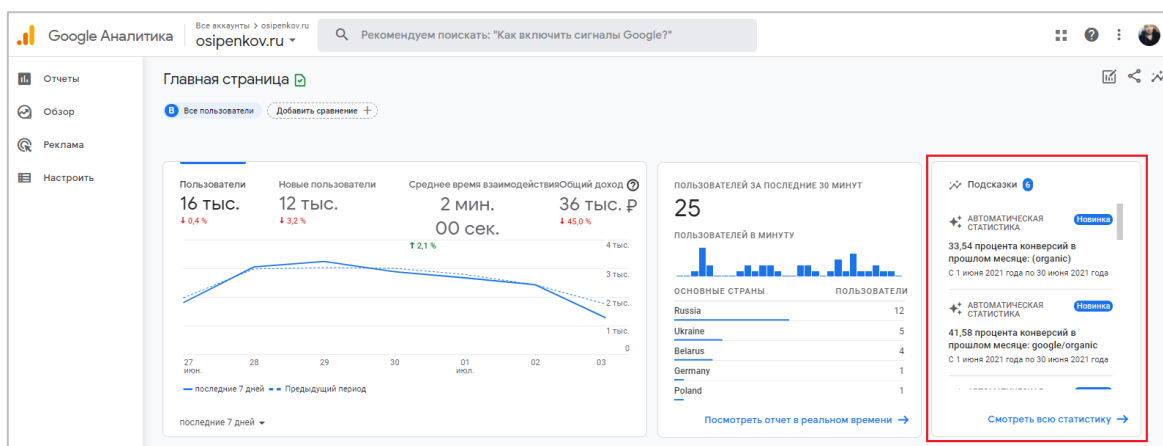 Google Аналитика
Все аккаунты > osipenkov.ru
osipenkov.ru
Рекомендуем поискать: "Как включить сигналы Google?"
Отчеты
Обзор
Реклама
Настроить
Главная страница
В Все пользователи
Добавить сравнение +
Пользователи
16 тыс.
↓ 0,4 %
Новые пользователи
12 тыс.
↓ 3,2 %
Среднее время взаимодействия
2 мин.
00 сек.
↑ 2,1 %
Общий доход
36 тыс. ₽
↓ 45,0 %
4 тыс.
3 тыс.
2 тыс.
1 тыс.
0
27
июн.
28
29
30
01
июл.
02
03
последние 7 дней
Предыдущий период
последние 7 дней
ПОЛЬЗОВАТЕЛЕЙ ЗА ПОСЛЕДНИЕ 30 МИНУТ
25
ПОЛЬЗОВАТЕЛЕЙ В МИНУТУ
ОСНОВНЫЕ СТРАНЫ ПОЛЬЗОВАТЕЛИ
Russia 12
Ukraine 5
Belarus 4
Germany 1
Poland 1
Посмотреть отчет в реальном времени →
Подсказки 6
АВТОМАТИЧЕСКАЯ
СТАТИСТИКА
Новинка
33,54 процента конверсий в
прошлом месяце: (organic)
С 1 июня 2021 года по 30 июня 2021 года
АВТОМАТИЧЕСКАЯ
СТАТИСТИКА
Новинка
41,58 процента конверсий в
прошлом месяце: google/organic
С 1 июня 2021 года по 30 июня 2021 года
Смотреть всю статистику →